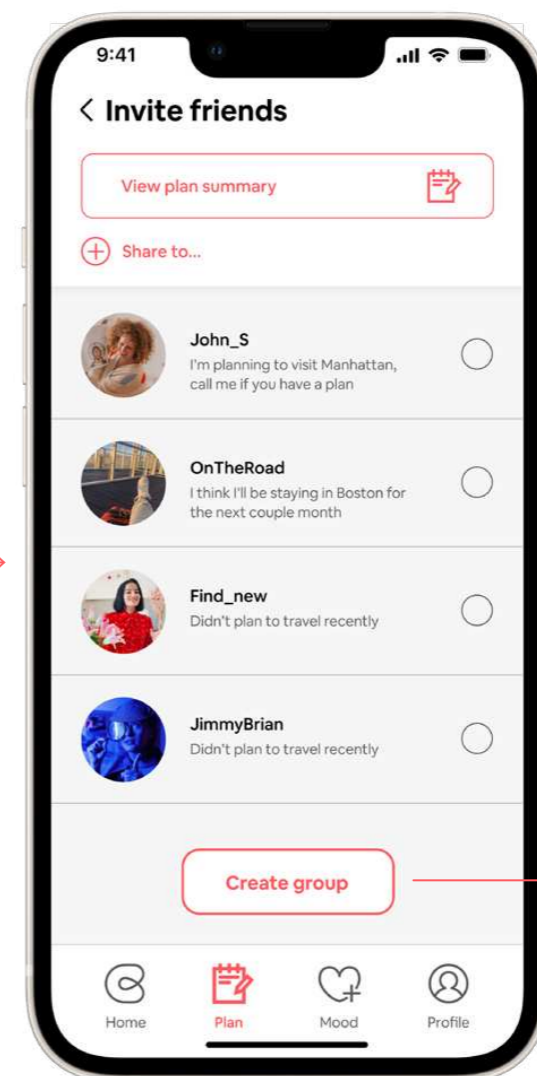 9:41
Invite friends
View plan summary
Share to...
John_S
I'm planning to visit Manhattan,
call me if you have a plan
OnTheRoad
I think I'll be staying in Boston for
the next couple month
Find_new
Didn't plan to travel recently
JimmyBrian
Didn't plan to travel recently
Create group
Home
Plan
Mood
Profile